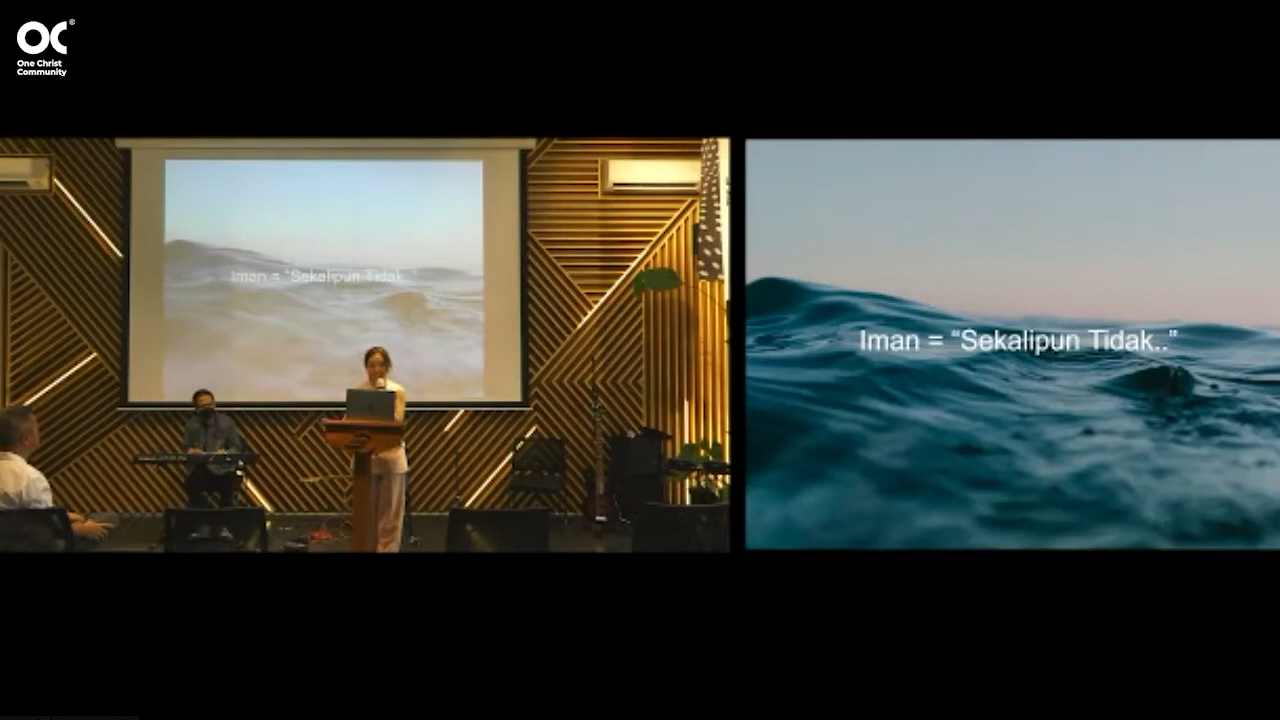 OC®
One Christ
Community
Iman = “Sekalipun Tidak..”
Iman = “Sekalipun Tidak..”